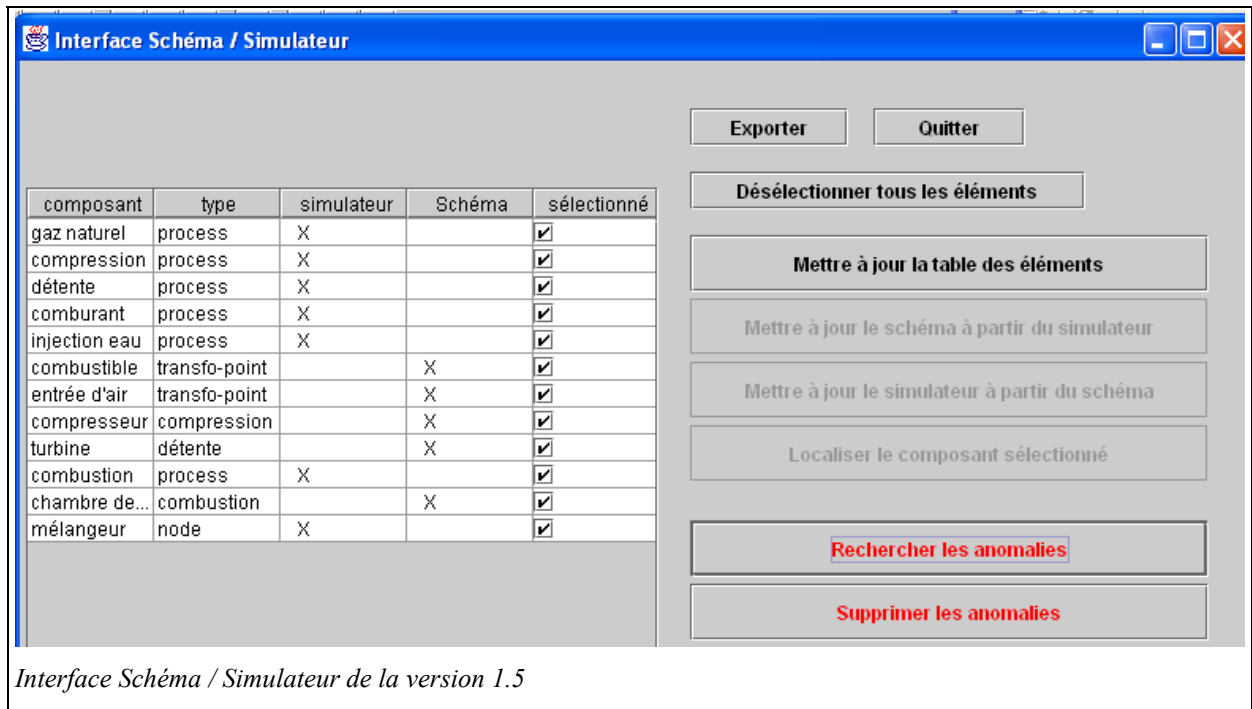 Interface Schéma / Simulateur
Exporter Quitter
Désélectionner tous les éléments
composant type simulateur Schéma sélectionné
gaz naturel process X
compression process X
détente process X
comburant process X
injection eau process X
combustible transfo-point X
entrée d'air transfo-point X
compresseur compression X
turbine détente X
combustion process X
chambre de... combustion X
mélangeur node X
Mettre à jour la table des éléments
Mettre à jour le schéma à partir du simulateur
Mettre à jour le simulateur à partir du schéma
Localiser le composant sélectionné
Rechercher les anomalies
Supprimer les anomalies
Interface Schéma / Simulateur de la version 1.5